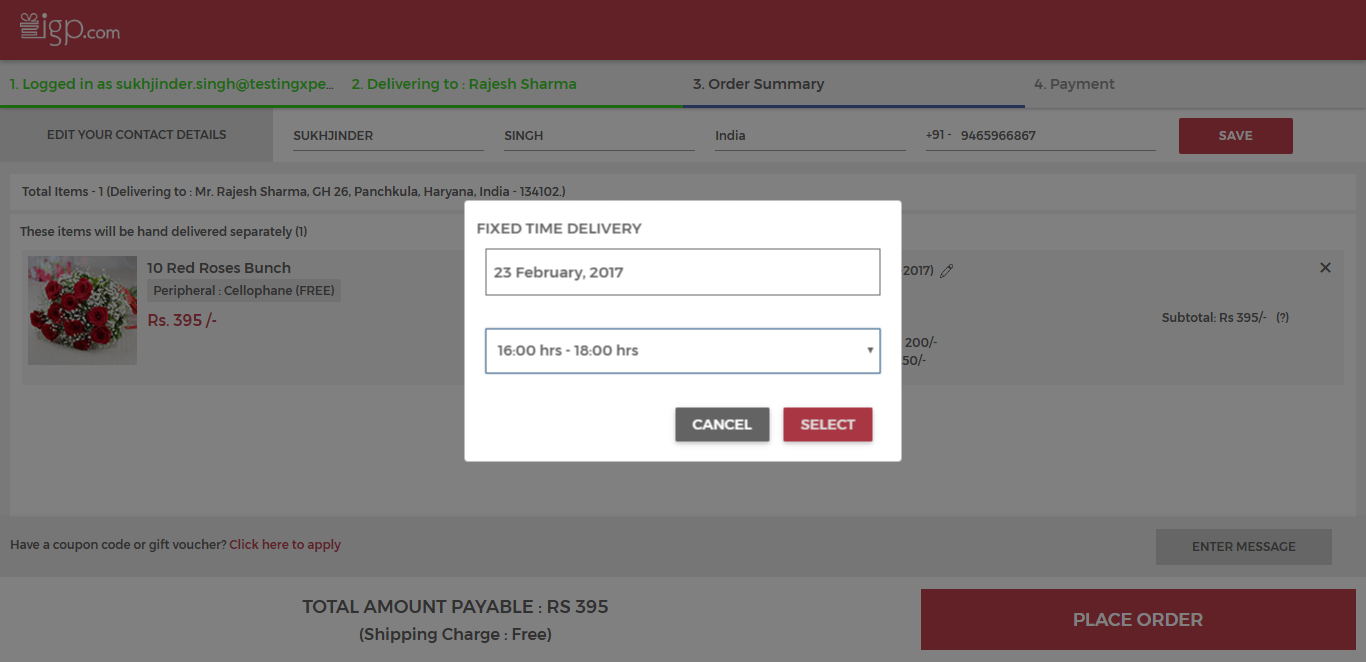 igp.com
1. Logged in as sukhjinder.singh@testingxpe... 2. Delivering to : Rajesh Sharma 3. Order Summary 4. Payment
EDIT YOUR CONTACT DETAILS SUKHJINDER SINGH India +91 - 9465966867 SAVE
Total Items - 1 (Delivering to : Mr. Rajesh Sharma, GH 26, Panchkula, Haryana, India - 134102.)
These items will be hand delivered separately (1)
10 Red Roses Bunch
Peripheral : Cellophane (FREE)
Rs. 395 /-
2017)
Subtotal: Rs 395/- (?)
200/-
50/-
FIXED TIME DELIVERY
23 February, 2017
16:00 hrs - 18:00 hrs
CANCEL SELECT
Have a coupon code or gift voucher? Click here to apply
ENTER MESSAGE
TOTAL AMOUNT PAYABLE : RS 395
(Shipping Charge : Free)
PLACE ORDER